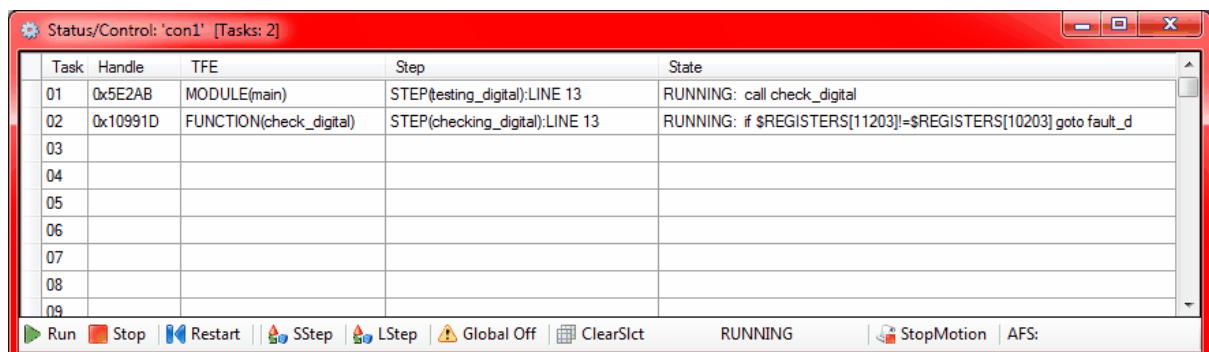 Status/Control: 'con1' [Tasks: 2]
Task Handle TFE Step State
01 0x5E2AB MODULE(main) STEP(testing_digital):LINE 13 RUNNING: call check_digital
02 0x10991D FUNCTION(check_digital) STEP(checking_digital):LINE 13 RUNNING: if $REGISTERS[11203]!=$REGISTERS[10203] goto fault_d
03
04
05
06
07
08
09
Run Stop Restart SStep LStep Global Off ClearSlct RUNNING StopMotion AFS: